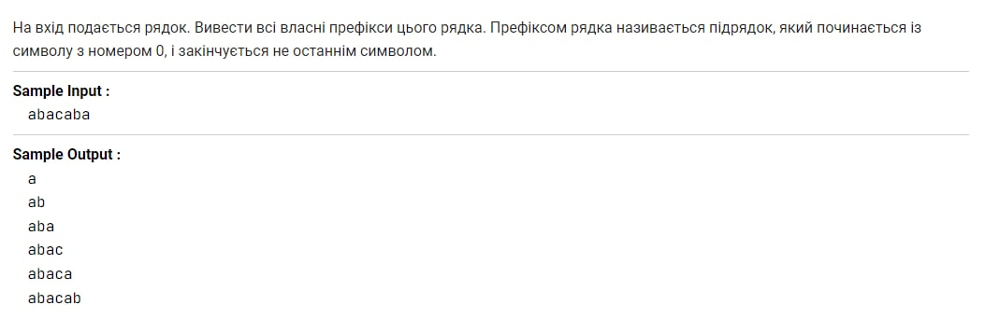 На вхід подається рядок. Вивести всі власні префікси цього рядка. Префіксом рядка називається підрядок, який починається із
символу з номером 0, і закінчується не останнім символом.
Sample Input :
abacaba
Sample Output :
a
ab
aba
abac
abaca
abacab